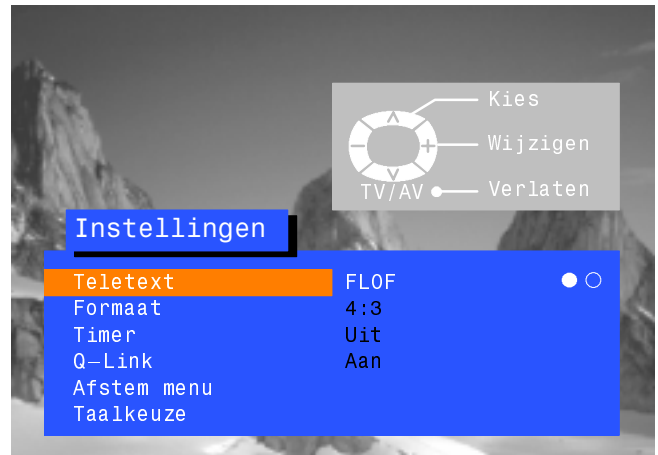 Kies
Wijzigen
TV/AV Verlaten
Instellingen
Teletext FLOF
Formaat 4:3
Timer Uit
Q–Link Aan
Afstem menu
Taalkeuze